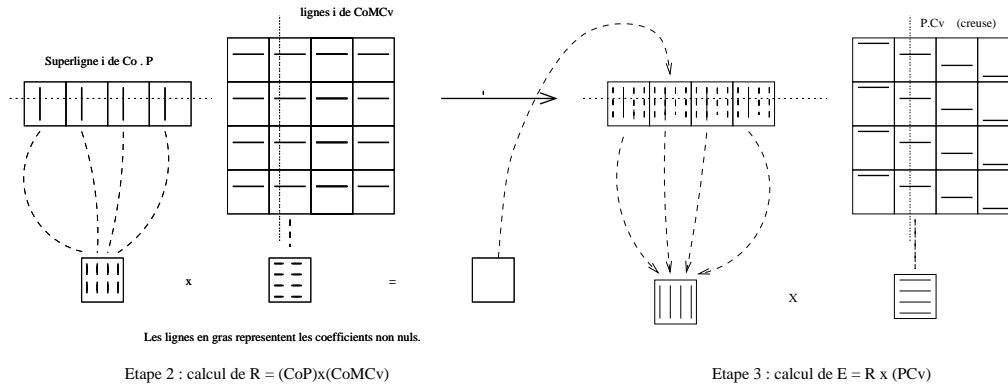 lignes i de CoMCv
P.Cv (creuse)
Superligne i de Co . P
x
=
X
Les lignes en gras representent les coefficients non nuls.
Etape 2 : calcul de R = (CoP)x(CoMCv)
Etape 3 : calcul de E = R x (PCv)